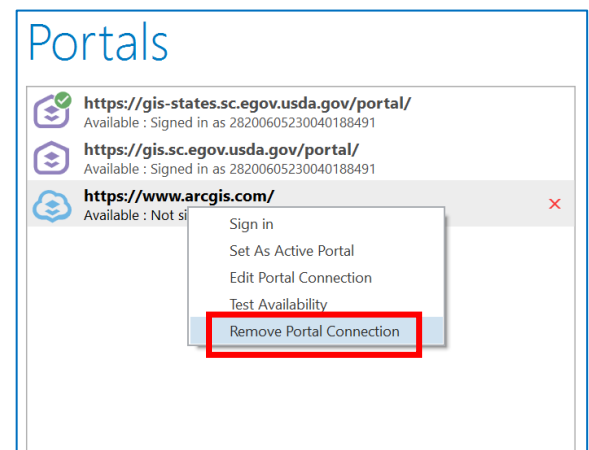 Portals
https://gis-states.sc.egov.usda.gov/portal/
Available : Signed in as 28200605230040188491
https://gis.sc.egov.usda.gov/portal/
Available : Signed in as 28200605230040188491
https://www.arcgis.com/
Available : Not si
Sign in
Set As Active Portal
Edit Portal Connection
Test Availability
Remove Portal Connection